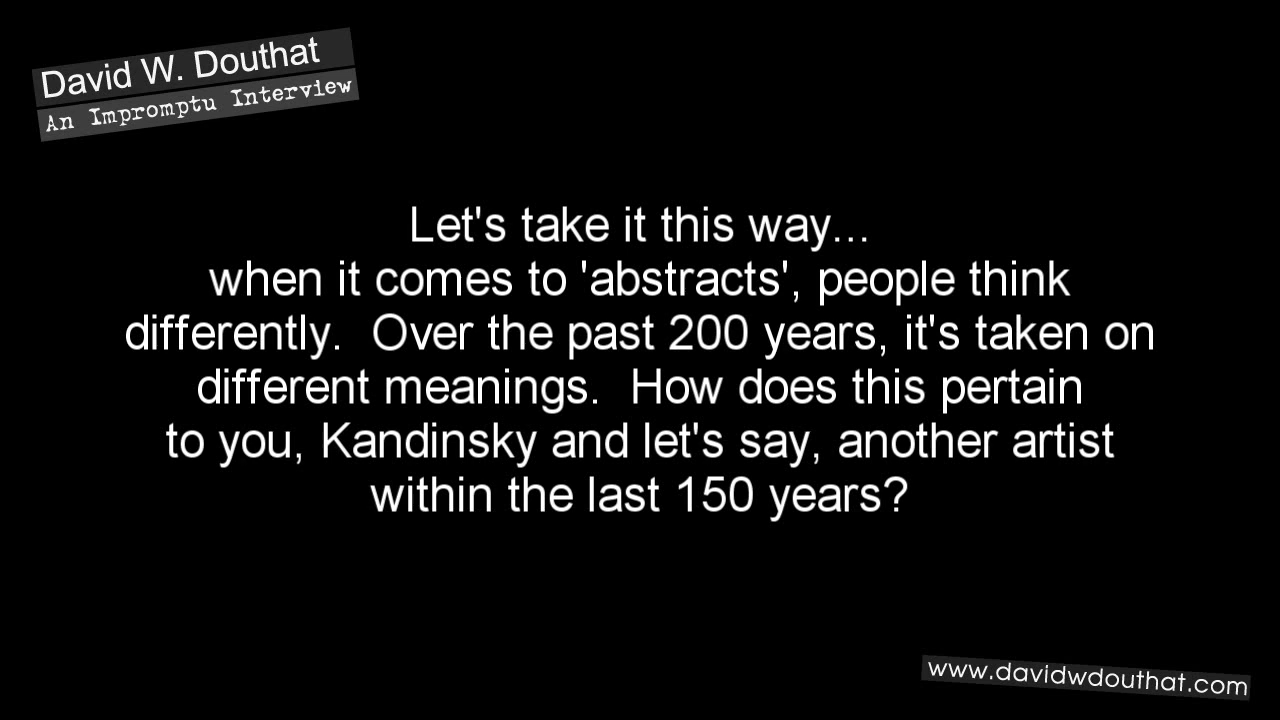 David W. Douthat
An Impromptu Interview
Let's take it this way...
when it comes to 'abstracts', people think
differently.  Over the past 200 years, it's taken on
different meanings.  How does this pertain
to you, Kandinsky and let's say, another artist
within the last 150 years?
www.davidwdouthat.com